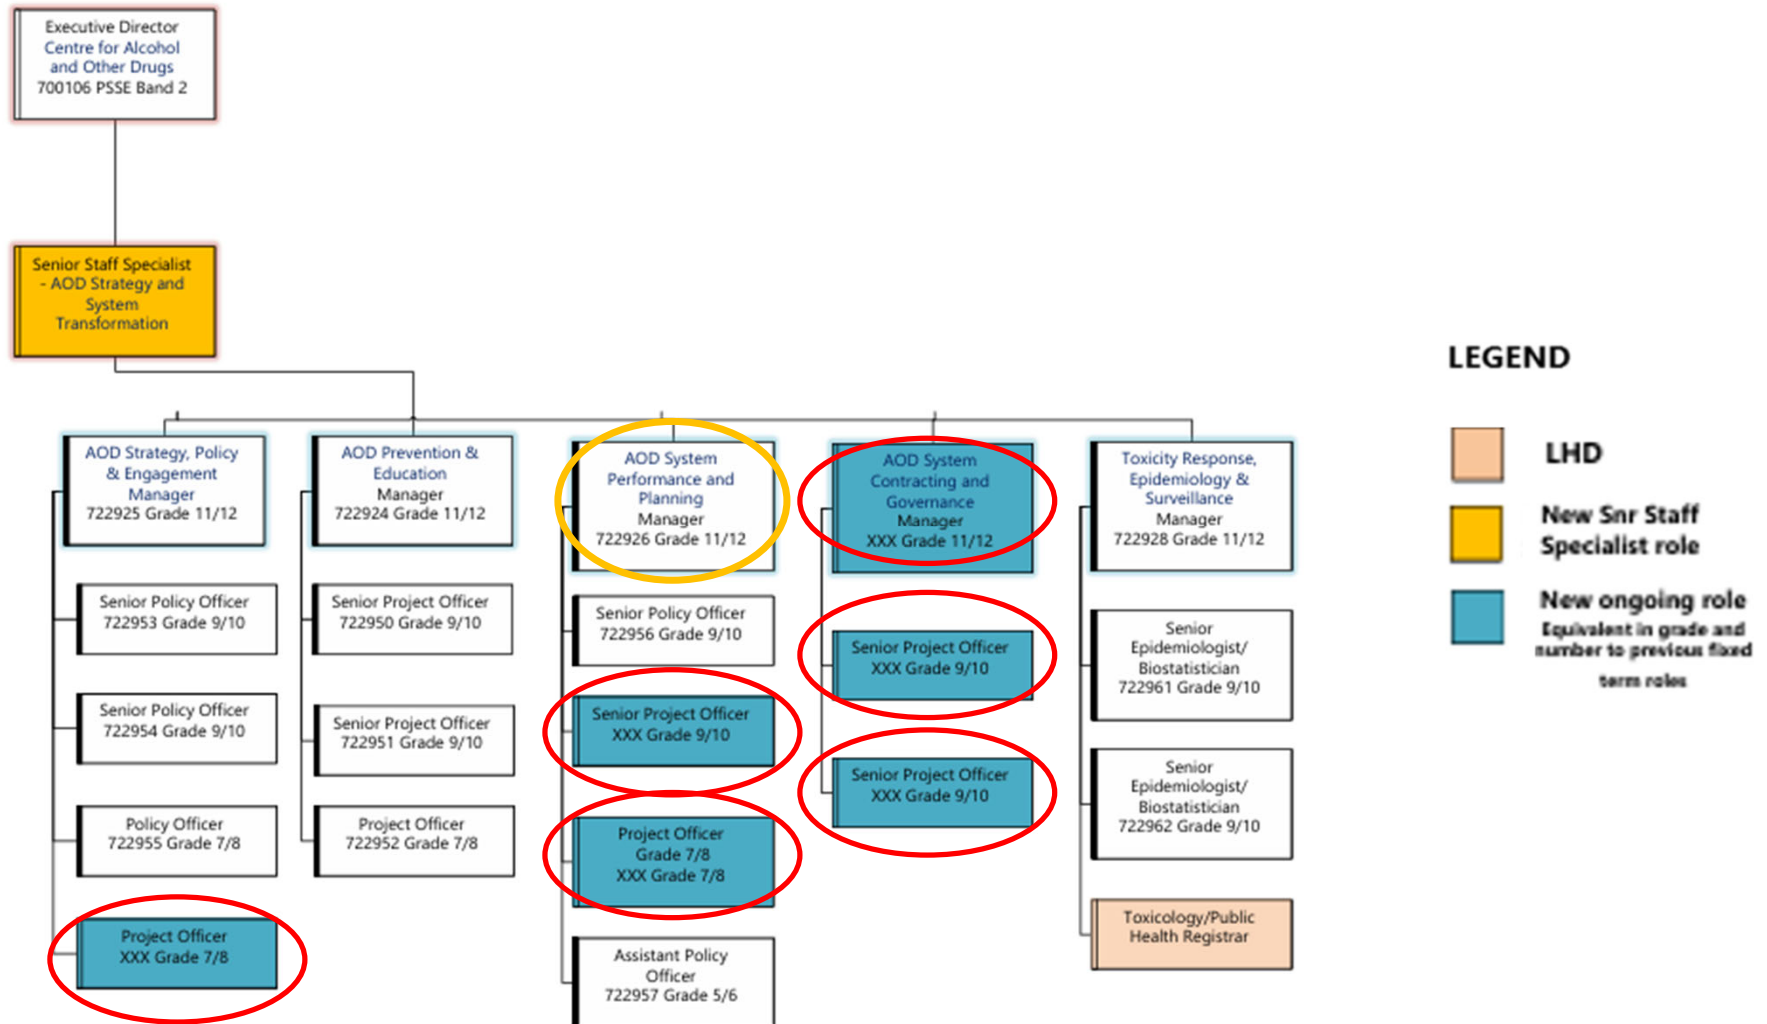 Executive Director
Centre for Alcohol
and Other Drugs
700106 PSSE Band 2
Senior Staff Specialist
- AOD Strategy and
System
Transformation
AOD Strategy, Policy
& Engagement
Manager
722925 Grade 11/12
Senior Policy Officer
722953 Grade 9/10
Senior Policy Officer
722954 Grade 9/10
Policy Officer
722955 Grade 7/8
Project Officer
XXX Grade 7/8
AOD Prevention &
Education
Manager
722924 Grade 11/12
Senior Project Officer
722950 Grade 9/10
Senior Project Officer
722951 Grade 9/10
Project Officer
722952 Grade 7/8
AOD System
Performance and
Planning
Manager
722926 Grade 11/12
Senior Policy Officer
722956 Grade 9/10
Senior Project Officer
XXX Grade 9/10
Project Officer
Grade 7/8
XXX Grade 7/8
Assistant Policy
Officer
722957 Grade 5/6
AOD System
Contracting and
Governance
Manager
XXX Grade 11/12
Senior Project Officer
XXX Grade 9/10
Senior Project Officer
XXX Grade 9/10
Toxicity Response,
Epidemiology &
Surveillance
Manager
722928 Grade 11/12
Senior
Epidemiologist/
Biostatistician
722961 Grade 9/10
Senior
Epidemiologist/
Biostatistician
722962 Grade 9/10
Toxicology/Public
Health Registrar
LEGEND
LHD
New Snr Staff
Specialist role
New ongoing role
Equivalent in grade and
number to previous fixed
term roles